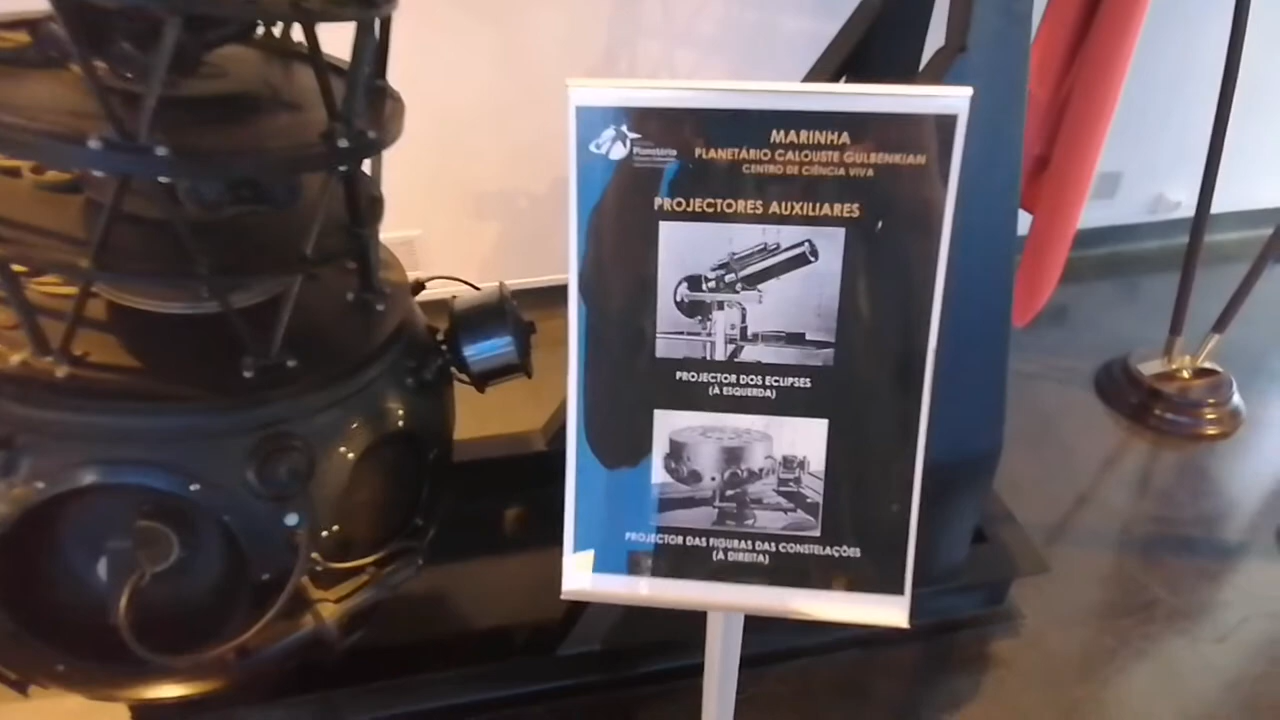 Planetário
MARINHA
PLANETÁRIO CALOUSTE GULBENKIAN
CENTRO DE CIÊNCIA VIVA
PROJECTORES AUXILIARES
PROJECTOR DOS ECLIPSES
(À ESQUERDA)
PROJECTOR DAS FIGURAS DAS CONSTELAÇÕES
(À DIREITA)